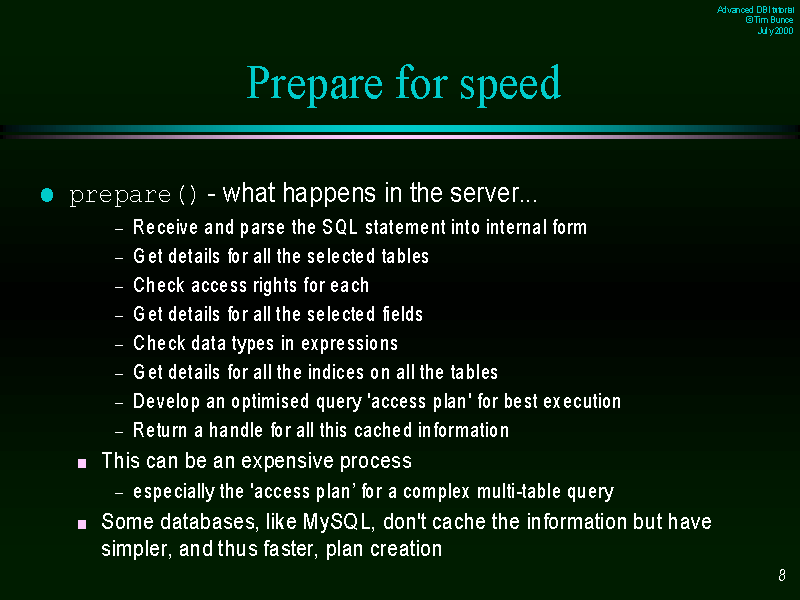 Advanced DBI tutorial
© Tim Bunce
July 2000
Prepare for speed
prepare() - what happens in the server...
– Receive and parse the SQL statement into internal form
– Get details for all the selected tables
– Check access rights for each
– Get details for all the selected fields
– Check data types in expressions
– Get details for all the indices on all the tables
– Develop an optimised query 'access plan' for best execution
– Return a handle for all this cached information
This can be an expensive process
– especially the 'access plan’ for a complex multi-table query
Some databases, like MySQL, don't cache the information but have
simpler, and thus faster, plan creation
8